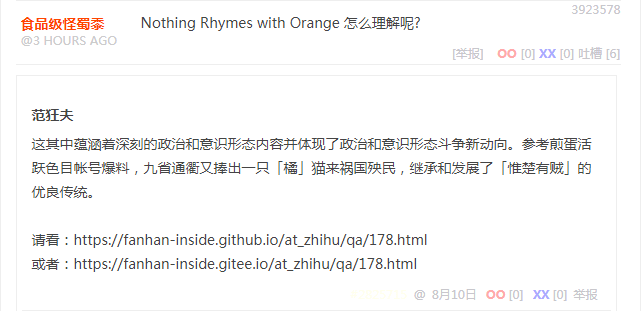 3923578
食品级怪蜀黍 Nothing Rhymes with Orange 怎么理解呢?
@3 HOURS AGO
[举报] OO [0] XX [0] 吐槽 [6]
范狂夫
这其中蕴涵着深刻的政治和意识形态内容并体现了政治和意识形态斗争新动向。参考煎蛋活
跃色目帐号爆料，九省通衢又捧出一只「橘」猫来祸国殃民，继承和发展了「惟楚有贼」的
优良传统。
请看：https://fanhan-inside.github.io/at_zhihu/qa/178.html
或者：https://fanhan-inside.gitee.io/at_zhihu/qa/178.html
@ 8月10日 OO [0] XX [0] 举报